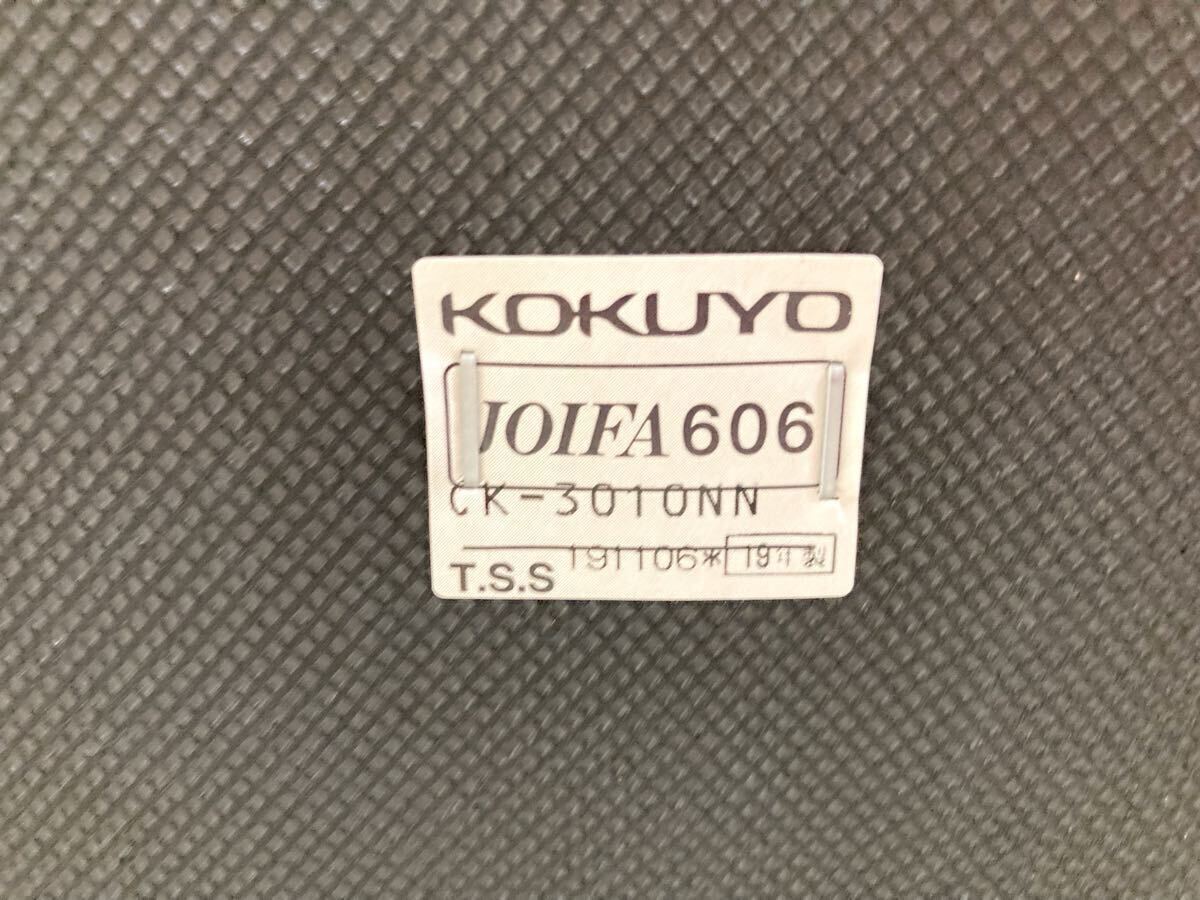 KOKUYO
JOIFA 606
CK-3010NN
T.S.S 191106* 19年製